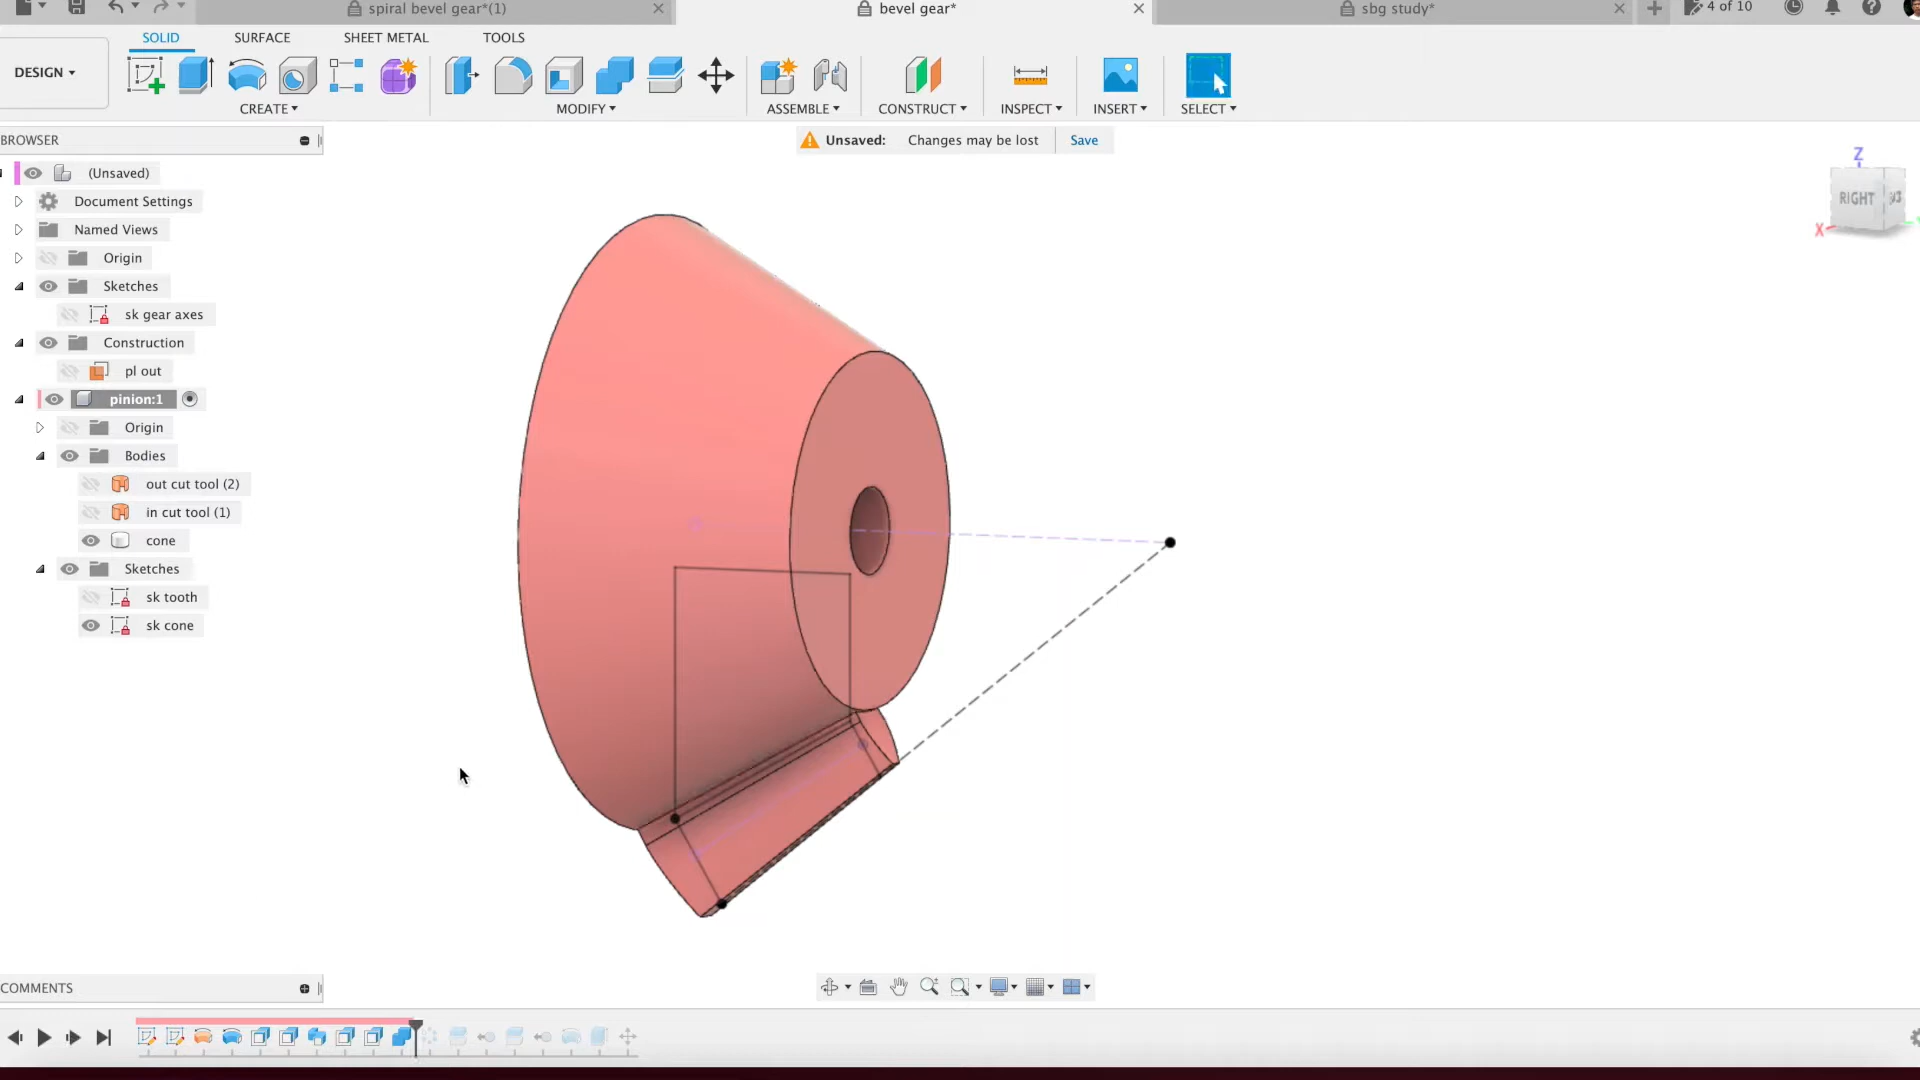 spiral bevel gear*(1)
bevel gear*
sbg study*
4 of 10
DESIGN
SOLID
SURFACE
SHEET METAL
TOOLS
CREATE
MODIFY
ASSEMBLE
CONSTRUCT
INSPECT
INSERT
SELECT
BROWSER
Unsaved: Changes may be lost Save
(Unsaved)
Document Settings
Named Views
Origin
Sketches
sk gear axes
Construction
pl out
pinion:1
Origin
Bodies
out cut tool (2)
in cut tool (1)
cone
Sketches
sk tooth
sk cone
Z
RIGHT
X
COMMENTS